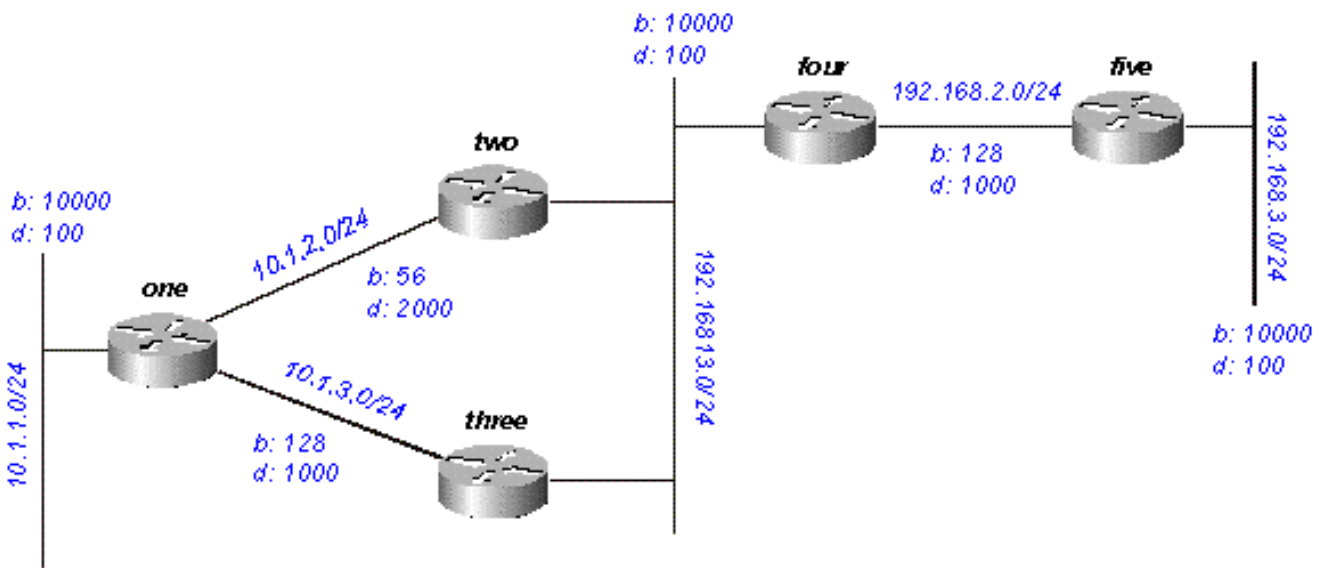 b: 10000
d: 100
four
five
192.168.2.0/24
b: 128
d: 1000
192.168.3.0/24
b: 10000
d: 100
two
b: 10000
d: 100
10.1.2.0/24
b: 56
d: 2000
one
10.1.1.0/24
10.1.3.0/24
b: 128
d: 1000
three
192.16813.0/24